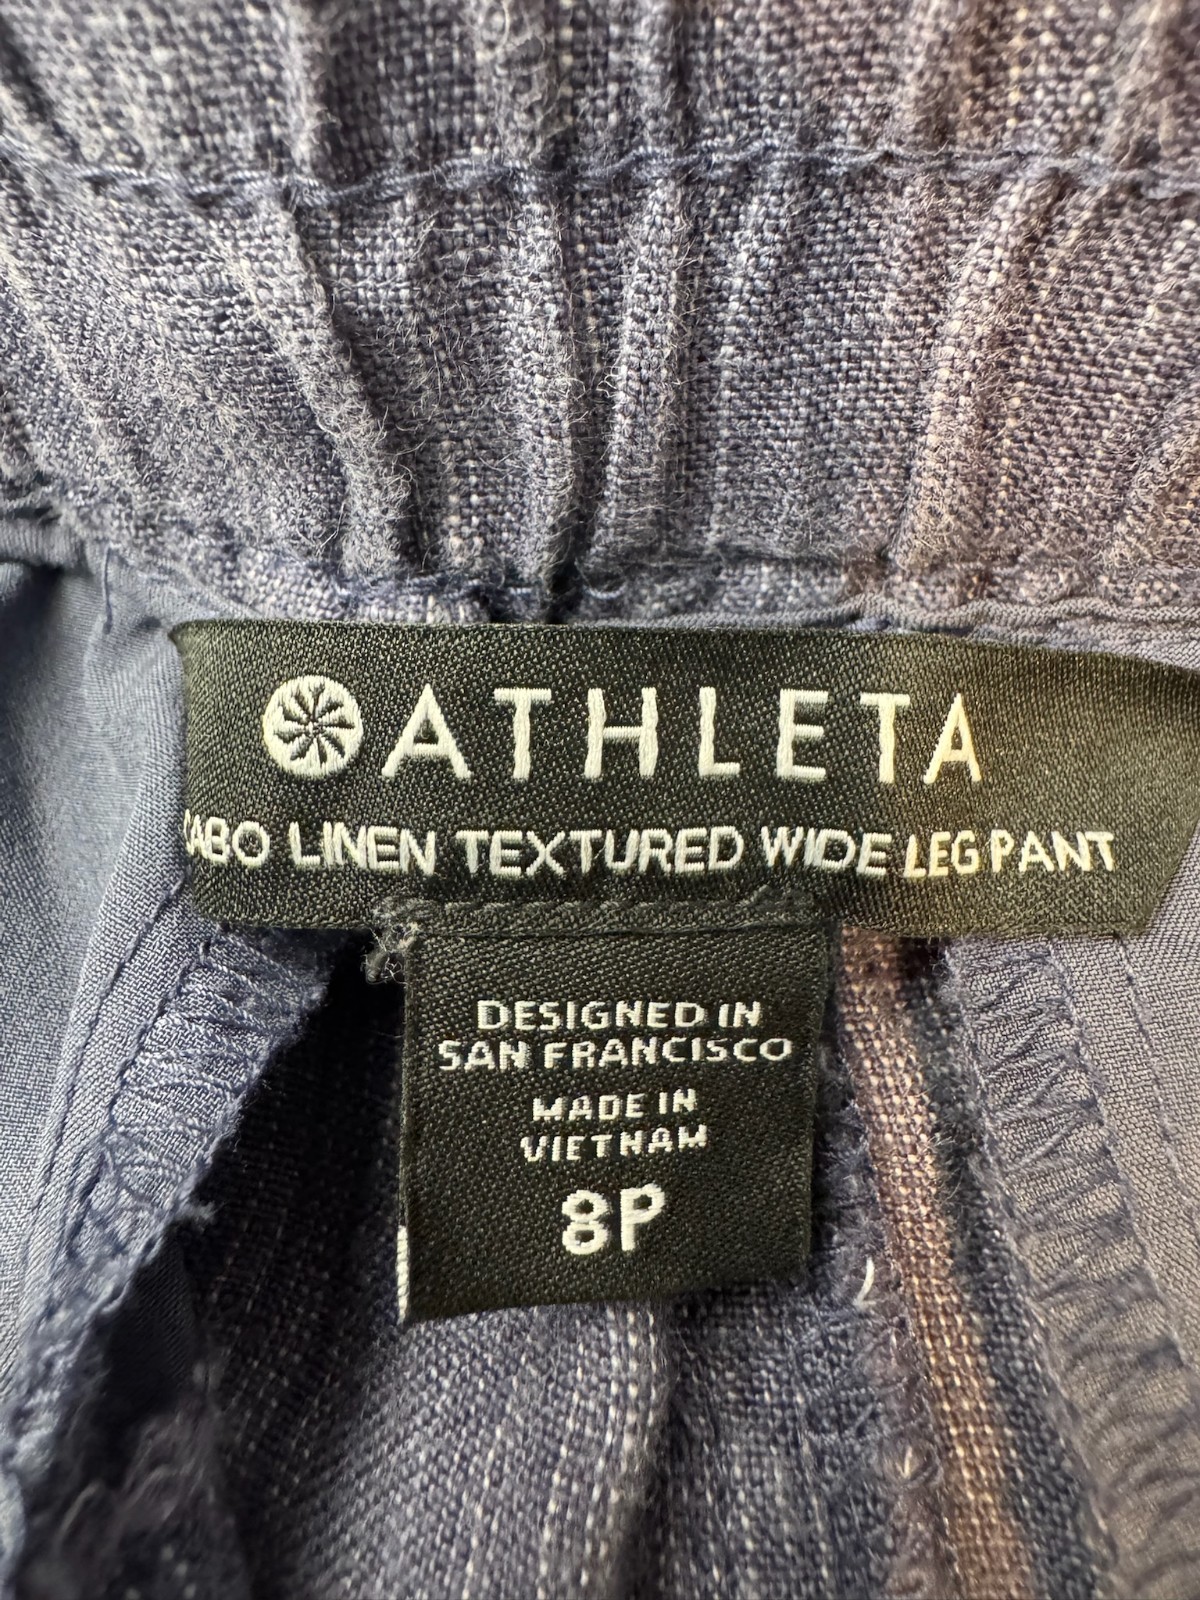 ATHLETA
CABO LINEN TEXTURED WIDE LEG PANT
DESIGNED IN
SAN FRANCISCO
MADE IN
VIETNAM
8P